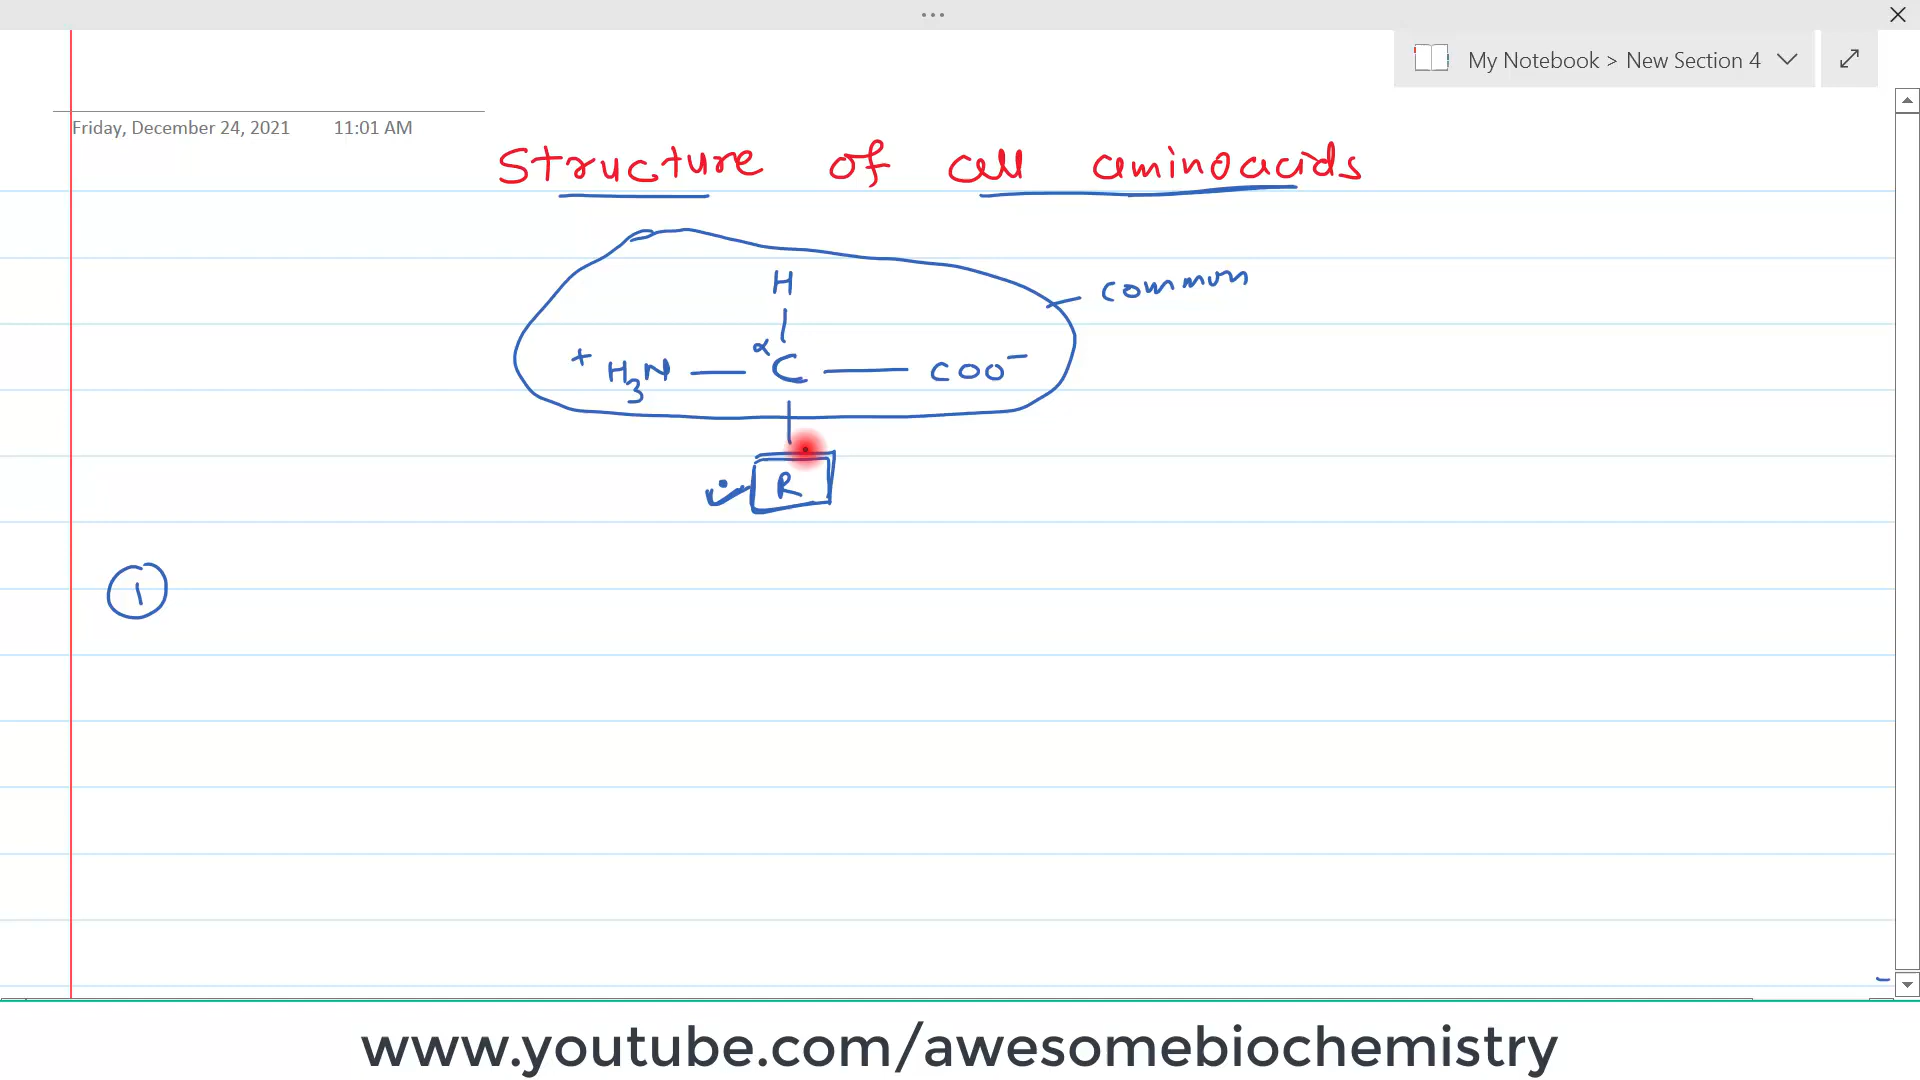 ...
My Notebook > New Section 4
Friday, December 24, 2021 11:01 AM
Structure of all aminoacids
H
common
α
+ H3N — C — COO−
R
1
www.youtube.com/awesomebiochemistry